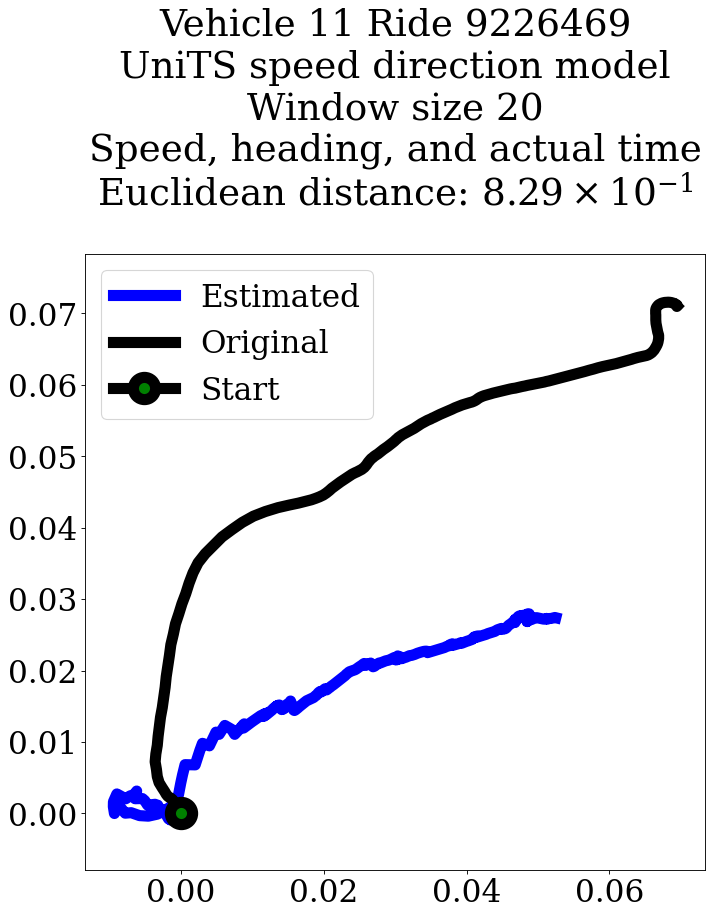 Vehicle 11 Ride 9226469
UniTS speed direction model
Window size 20
Speed, heading, and actual time
Euclidean distance: 8.29 × 10⁻¹
Estimated
Original
Start
0.07
0.06
0.05
0.04
0.03
0.02
0.01
0.00
0.00 0.02 0.04 0.06